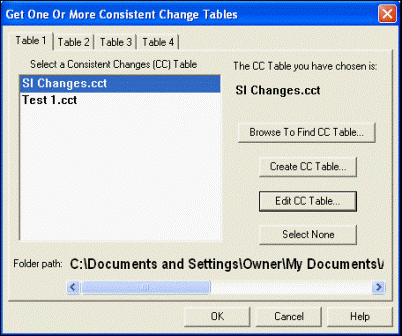 Get One Or More Consistent Change Tables
Table 1 Table 2 Table 3 Table 4
Select a Consistent Changes (CC) Table
The CC Table you have chosen is:
SI Changes.cct
SI Changes.cct
Test 1.cct
Browse To Find CC Table...
Create CC Table...
Edit CC Table...
Select None
Folder path: C:\Documents and Settings\Owner\My Documents\
OK Cancel Help